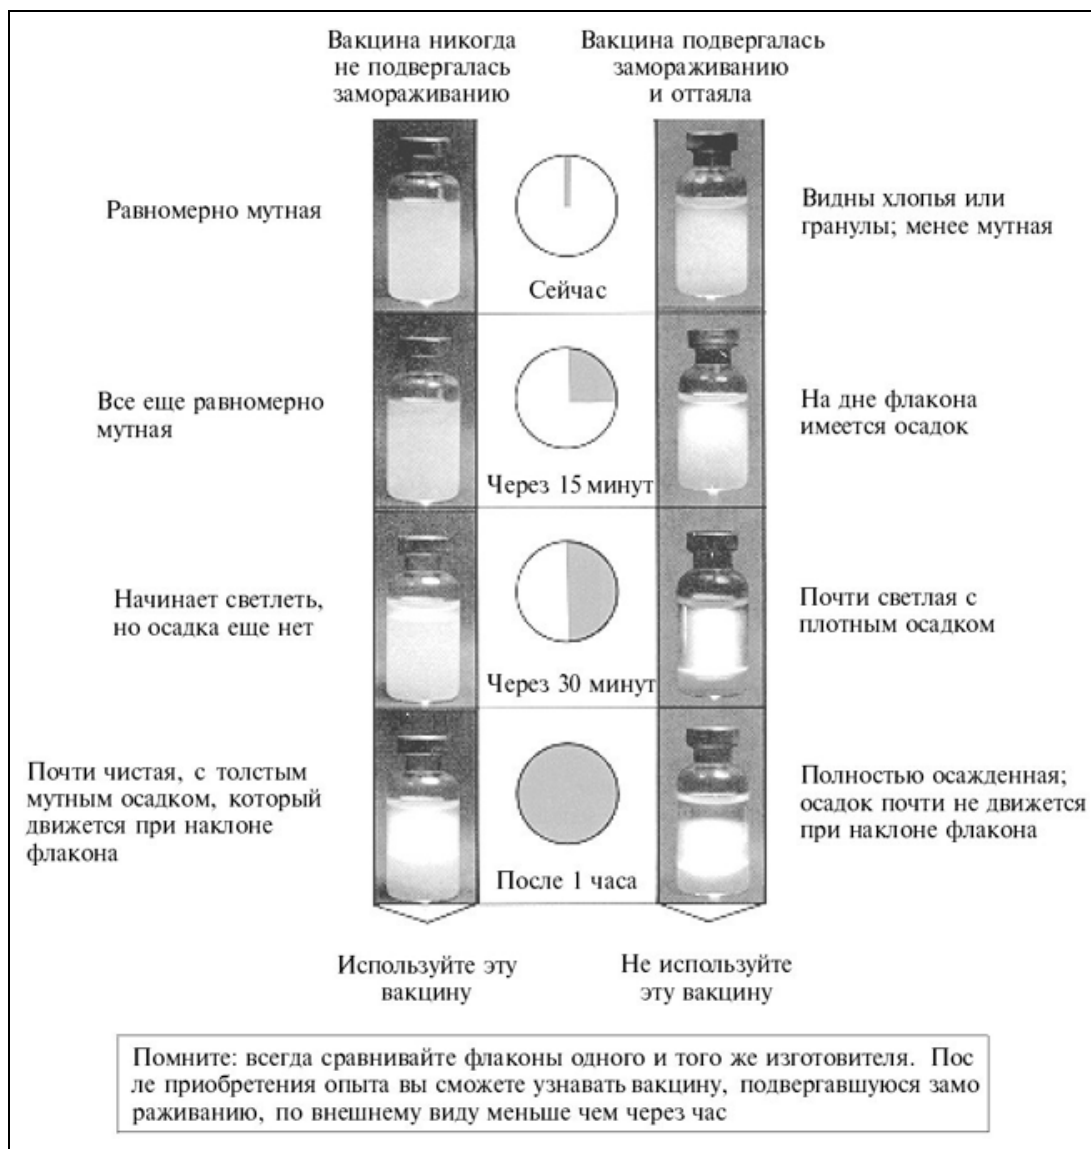 Вакцина никогда
не подвергалась
замораживанию
Вакцина подвергалась
замораживанию
и оттаяла
Равномерно мутная
Сейчас
Видны хлопья или
гранулы; менее мутная
Все еще равномерно
мутная
Через 15 минут
На дне флакона
имеется осадок
Начинает светлеть,
но осадка еще нет
Через 30 минут
Почти светлая с
плотным осадком
Почти чистая, с толстым
мутным осадком, который
движется при наклоне
флакона
После 1 часа
Полностью осажденная;
осадок почти не движется
при наклоне флакона
Используйте эту
вакцину
Не используйте
эту вакцину
Помните: всегда сравнивайте флаконы одного и того же изготовителя. Пос
ле приобретения опыта вы сможете узнавать вакцину, подвергавшуюся замо
раживанию, по внешнему виду меньше чем через час